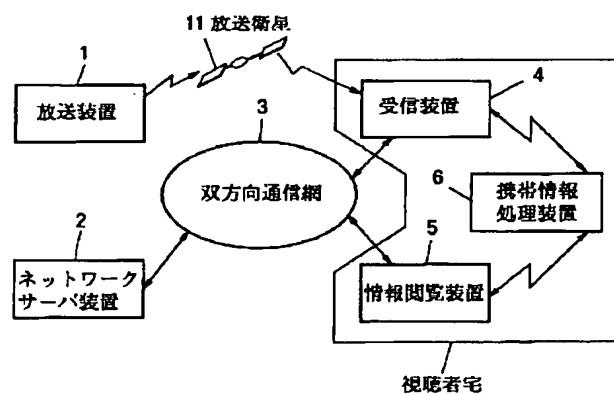 11 放送衛星
1
放送装置
4
受信装置
3
双方向通信網
6
携帯情報
処理装置
2
ネットワーク
サーバ装置
5
情報閲覧装置
視聴者宅